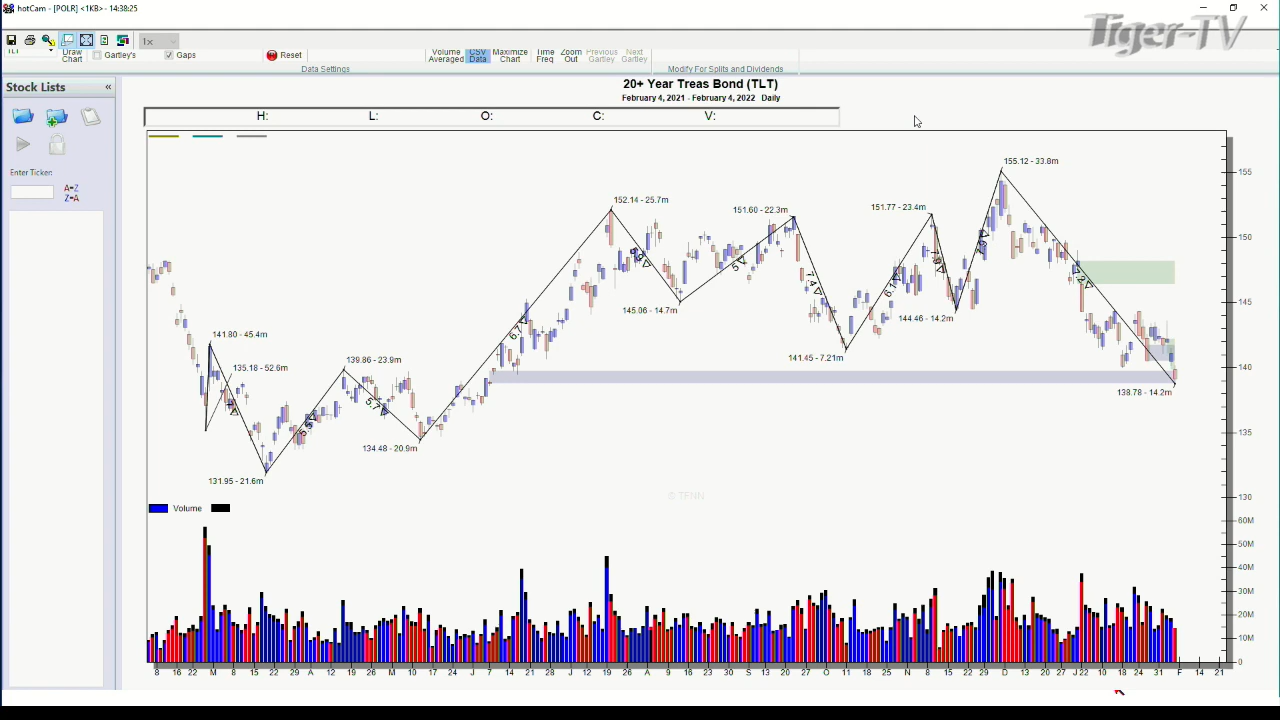 hotCam - [POLR] <1KB> - 14:38:25
Tiger-TV
1x
TLT Draw Chart Gartley's Gaps Reset Volume Averaged CSV Data Maximize Chart Time Freq Zoom Out Previous Gartley Next Gartley
Data Settings Modify For Splits and Dividends
Stock Lists «
20+ Year Treas Bond (TLT)
February 4, 2021 - February 4, 2022 Daily
H: L: O: C: V:
Enter Ticker:
A=Z
Z=A
155.12 - 33.8m
155
152.14 - 25.7m
151.60 - 22.3m
151.77 - 23.4m
150
145
145.06 - 14.7m
144.46 - 14.2m
141.80 - 45.4m
141.45 - 7.21m
139.86 - 23.9m
135.18 - 52.6m
140
138.78 - 14.2m
135
134.48 - 20.9m
131.95 - 21.6m
130
© TFNN
Volume
60M
50M
40M
30M
20M
10M
0
8 16 22 M 8 15 22 29 A 12 19 26 M 10 17 24 J 7 14 21 28 J 12 19 26 A 9 16 23 30 S 13 20 27 O 11 18 25 N 8 15 22 29 D 13 20 27 J 22 10 18 24 31 F 14 21